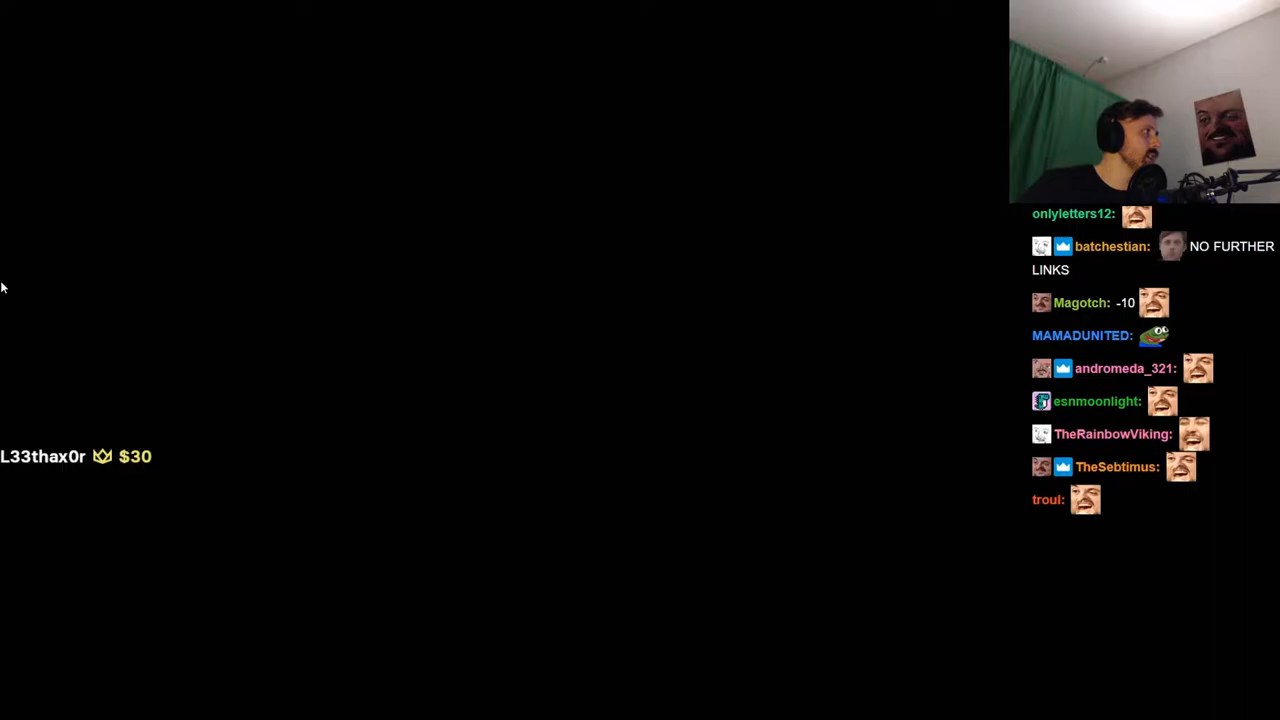 onlyletters12:
batchestian: NO FURTHER
LINKS
Magotch: -10
MAMADUNITED:
andromeda_321:
esnmoonlight:
L33thax0r $30
TheRainbowViking:
TheSebtimus:
troul: